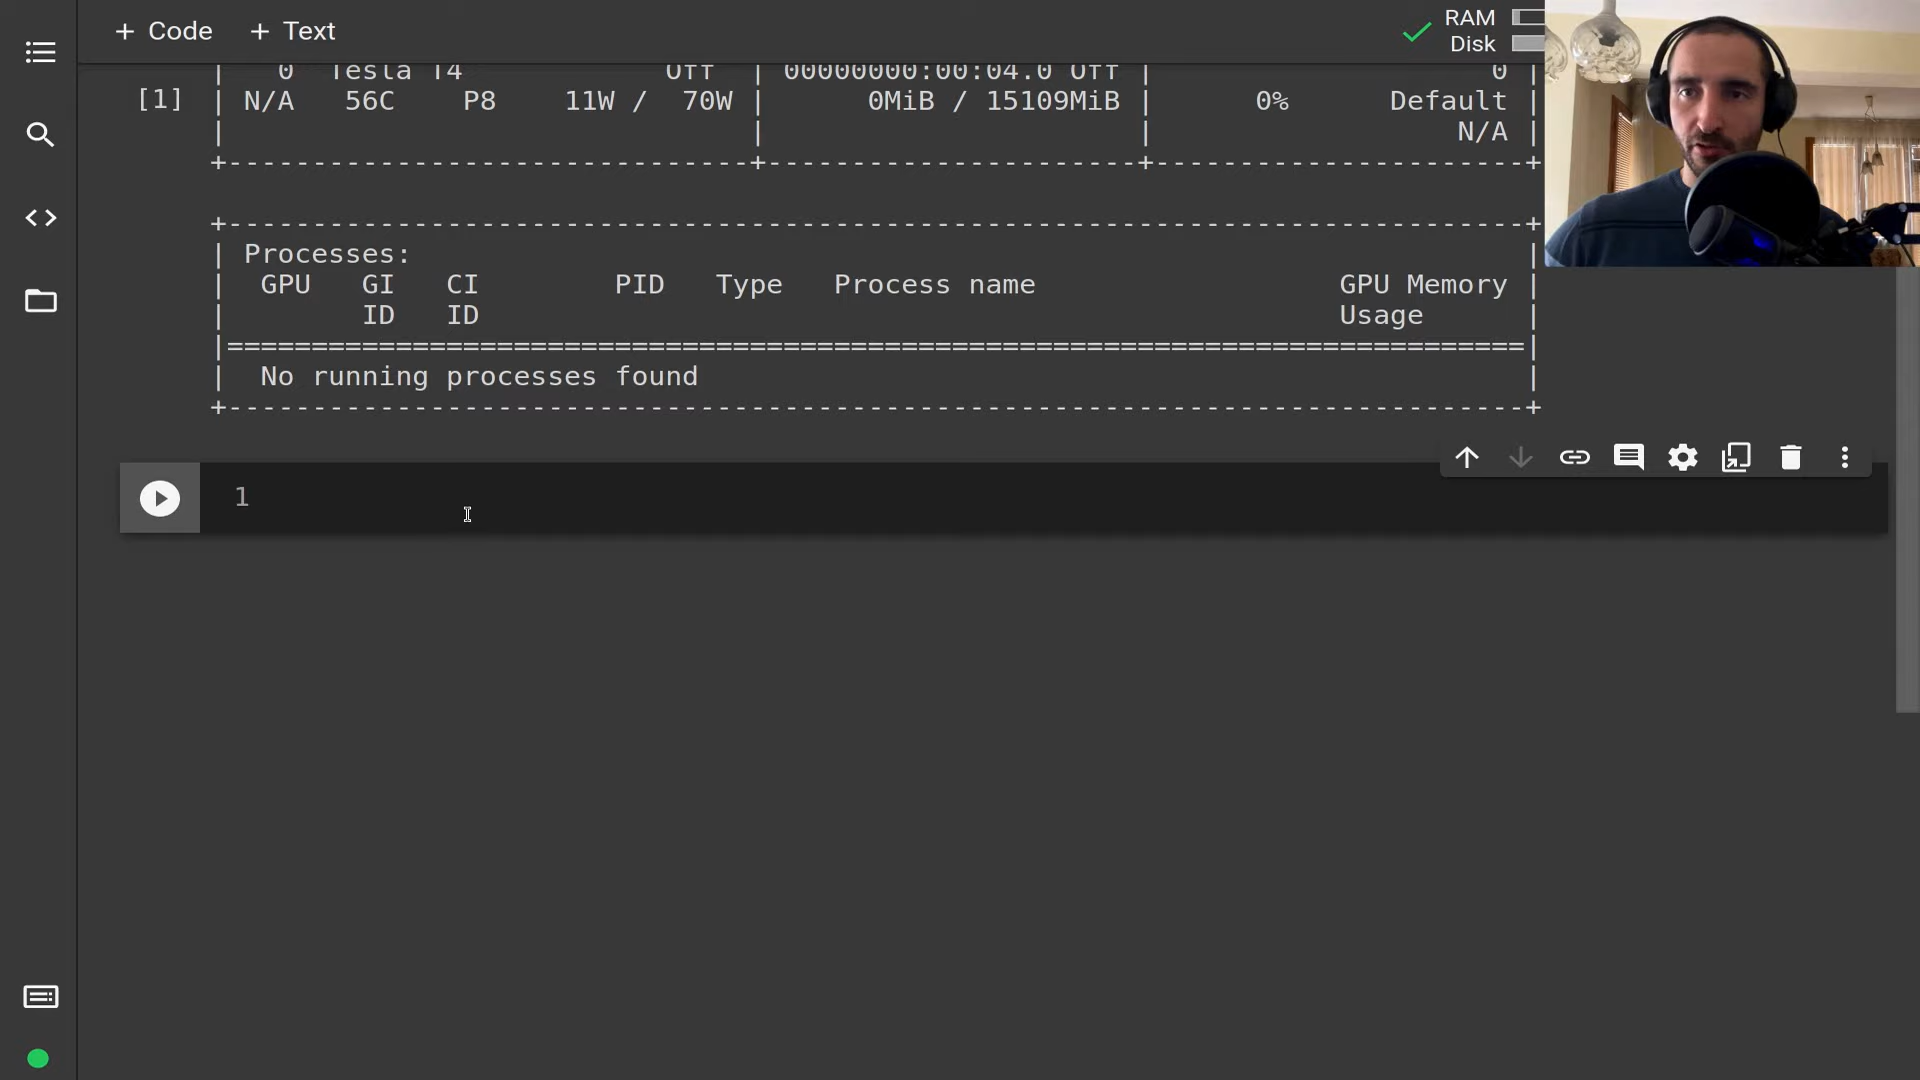 + Code + Text
RAM
Disk
[1]
| 0 Tesla T4 Off | 00000000:00:04.0 Off | 0 |
| N/A 56C P8 11W / 70W | 0MiB / 15109MiB | 0% Default |
| | | N/A |
+-------------------------------+----------------------+----------------------+
+-----------------------------------------------------------------------------+
| Processes: |
| GPU GI CI PID Type Process name GPU Memory |
| ID ID Usage |
|=============================================================================|
| No running processes found |
+-----------------------------------------------------------------------------+
1